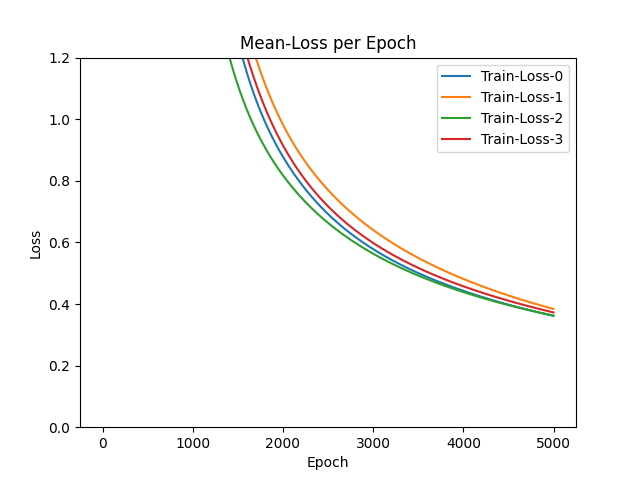 Mean-Loss per Epoch
Train-Loss-0
Train-Loss-1
Train-Loss-2
Train-Loss-3
Loss
1.2
1.0
0.8
0.6
0.4
0.2
0.0
0 1000 2000 3000 4000 5000
Epoch